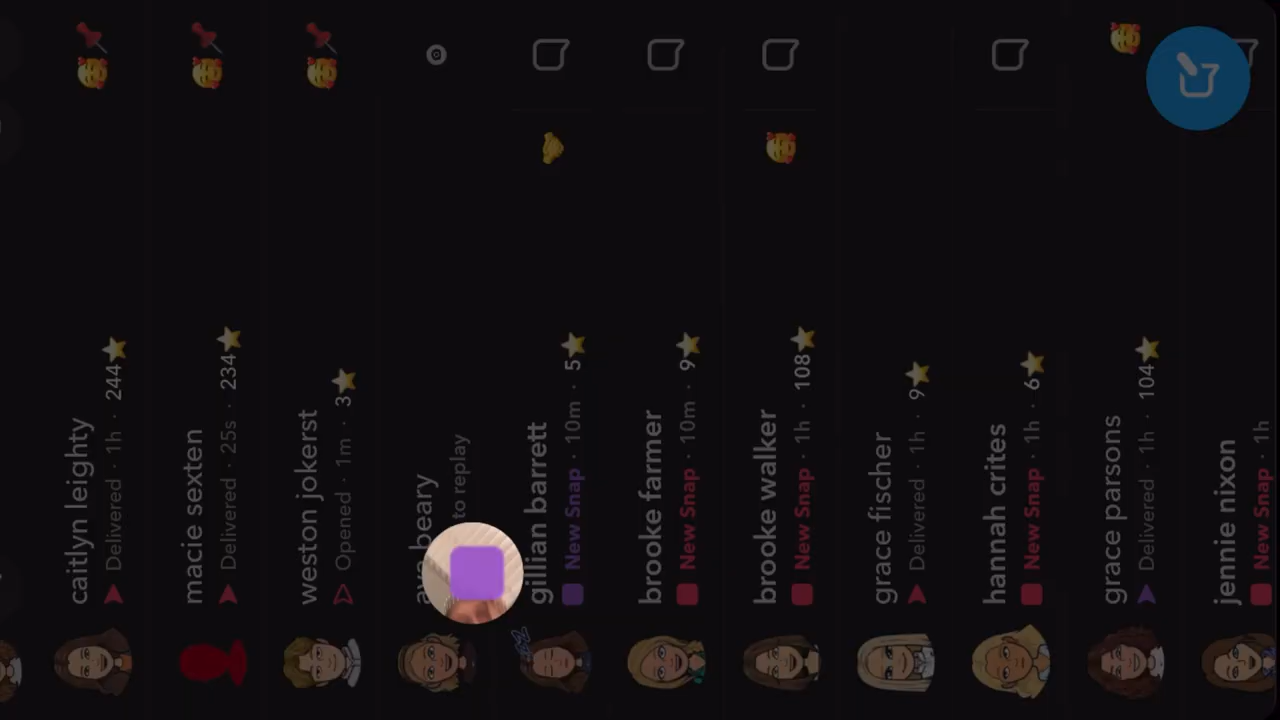 caitlyn leighty
Delivered · 1h · 244
macie sexten
Delivered · 25s · 234
weston jokerst
Opened · 1m · 3
beary
to replay
gillian barrett
New Snap · 10m · 5
brooke farmer
New Snap · 10m · 9
brooke walker
New Snap · 1h · 108
grace fischer
Delivered · 1h · 9
hannah crites
New Snap · 1h · 6
grace parsons
Delivered · 1h · 104
jennie nixon
New Snap · 1h